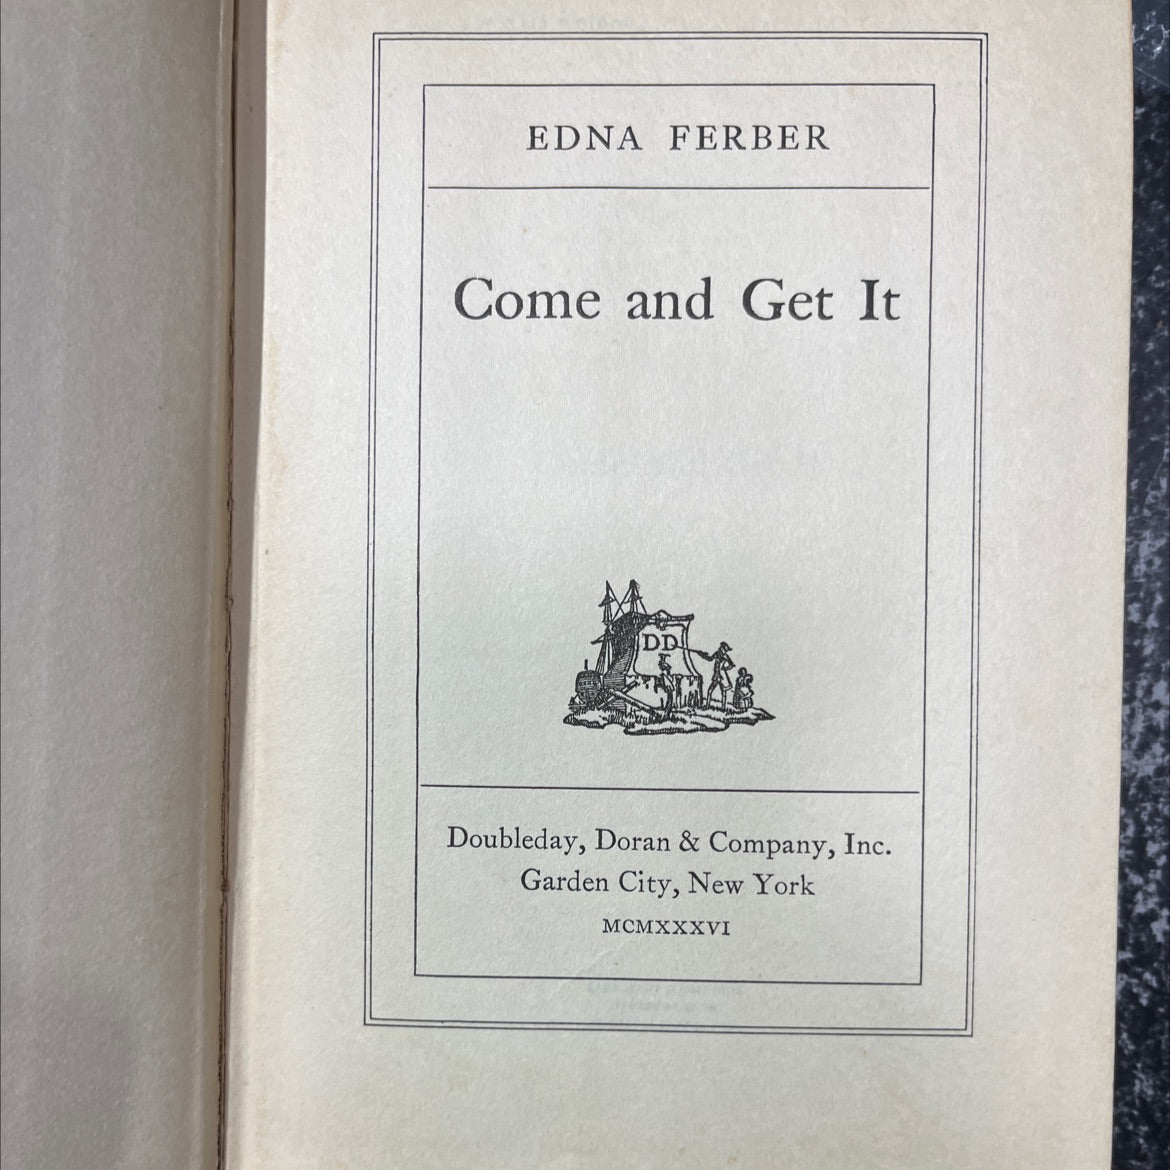 EDNA FERBER
Come and Get It
DD
Doubleday, Doran & Company, Inc.
Garden City, New York
MCMXXXVI